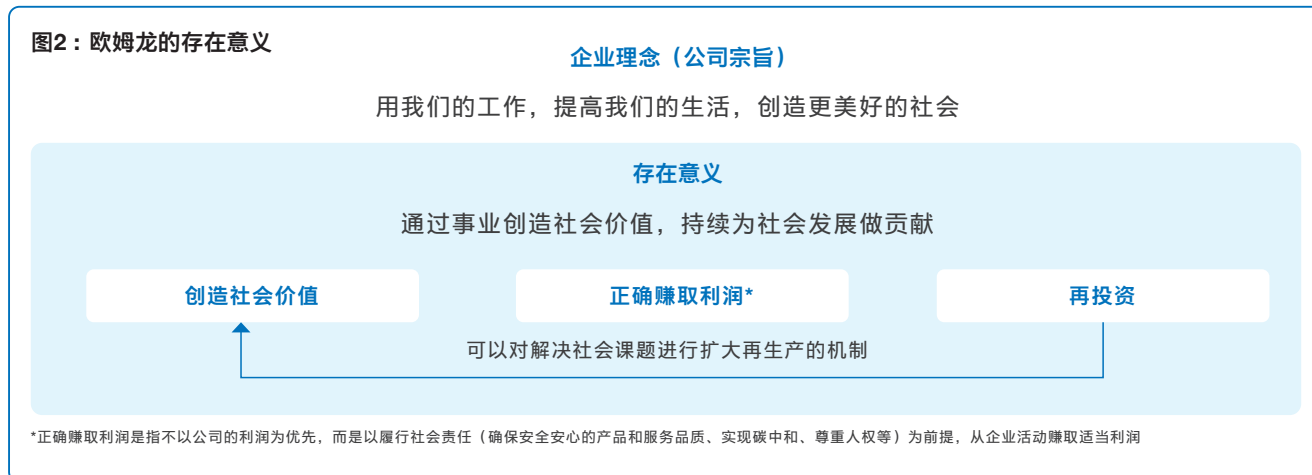 图2：欧姆龙的存在意义
企业理念（公司宗旨）
用我们的工作，提高我们的生活，创造更美好的社会
存在意义
通过事业创造社会价值，持续为社会发展做贡献
创造社会价值
正确赚取利润*
再投资
可以对解决社会课题进行扩大再生产的机制
*正确赚取利润是指不以公司的利润为优先，而是以履行社会责任（确保安全安心的产品和服务品质、实现碳中和、尊重人权等）为前提，从企业活动赚取适当利润